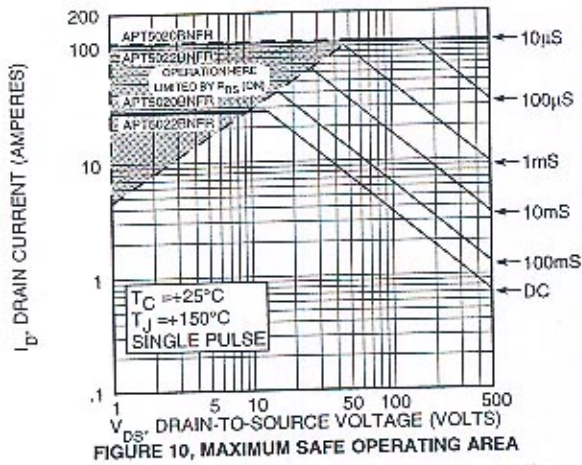 200
APT5020BNFR
100
APT5022BNFR
OPERATION HERE
LIMITED BY R DS (ON)
APT5020BNFR
APT5022BNFR
10
1
.1
10µS
100µS
1mS
10mS
100mS
DC
TC =+25°C
TJ =+150°C
SINGLE PULSE
1 5 10 50 100 500
ID, DRAIN CURRENT (AMPERES)
VDS, DRAIN-TO-SOURCE VOLTAGE (VOLTS)
FIGURE 10, MAXIMUM SAFE OPERATING AREA